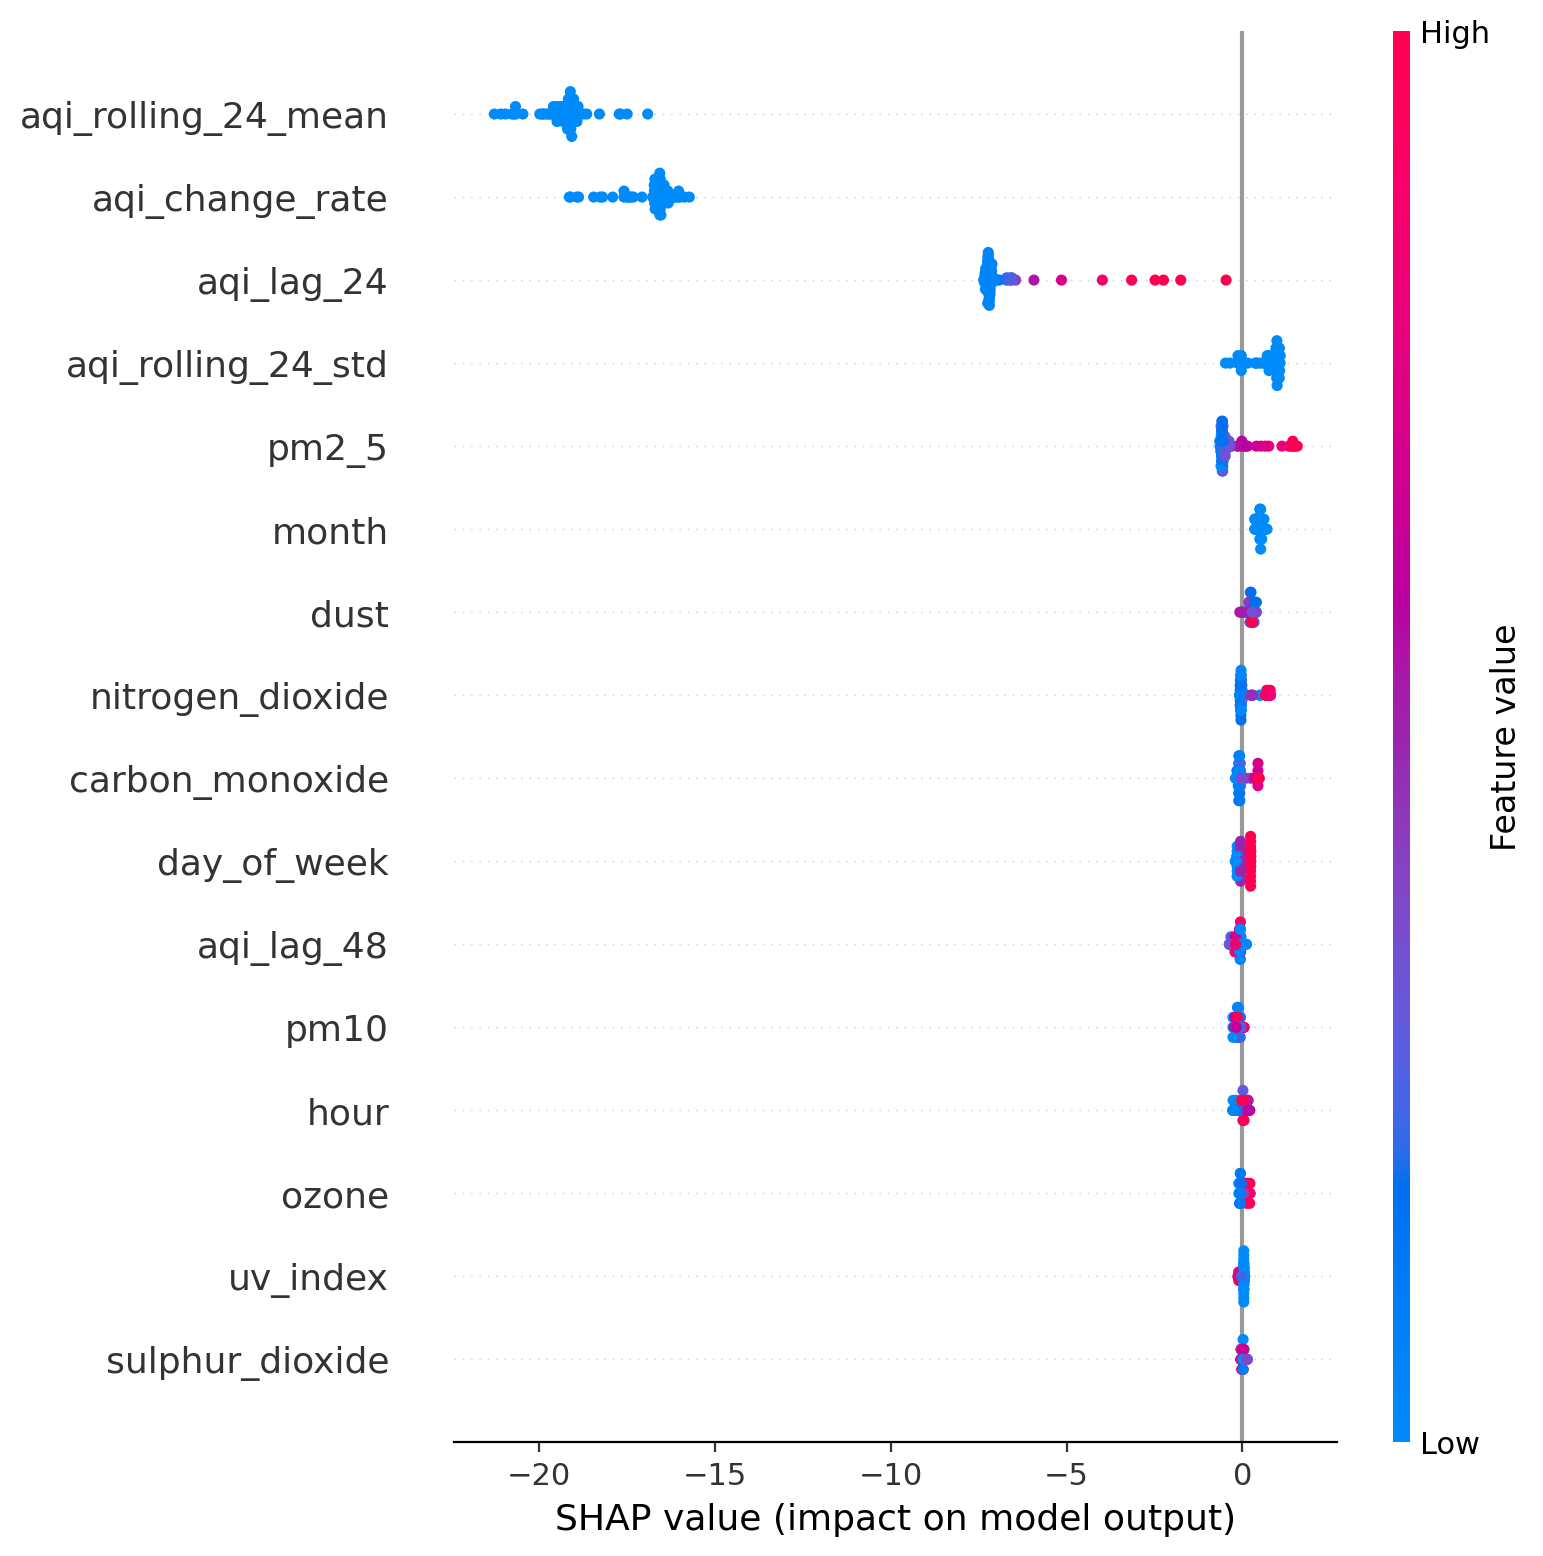 High
aqi_rolling_24_mean
aqi_change_rate
aqi_lag_24
aqi_rolling_24_std
pm2_5
month
dust
nitrogen_dioxide
carbon_monoxide
day_of_week
aqi_lag_48
pm10
hour
ozone
uv_index
sulphur_dioxide
Feature value
Low
−20 −15 −10 −5 0
SHAP value (impact on model output)